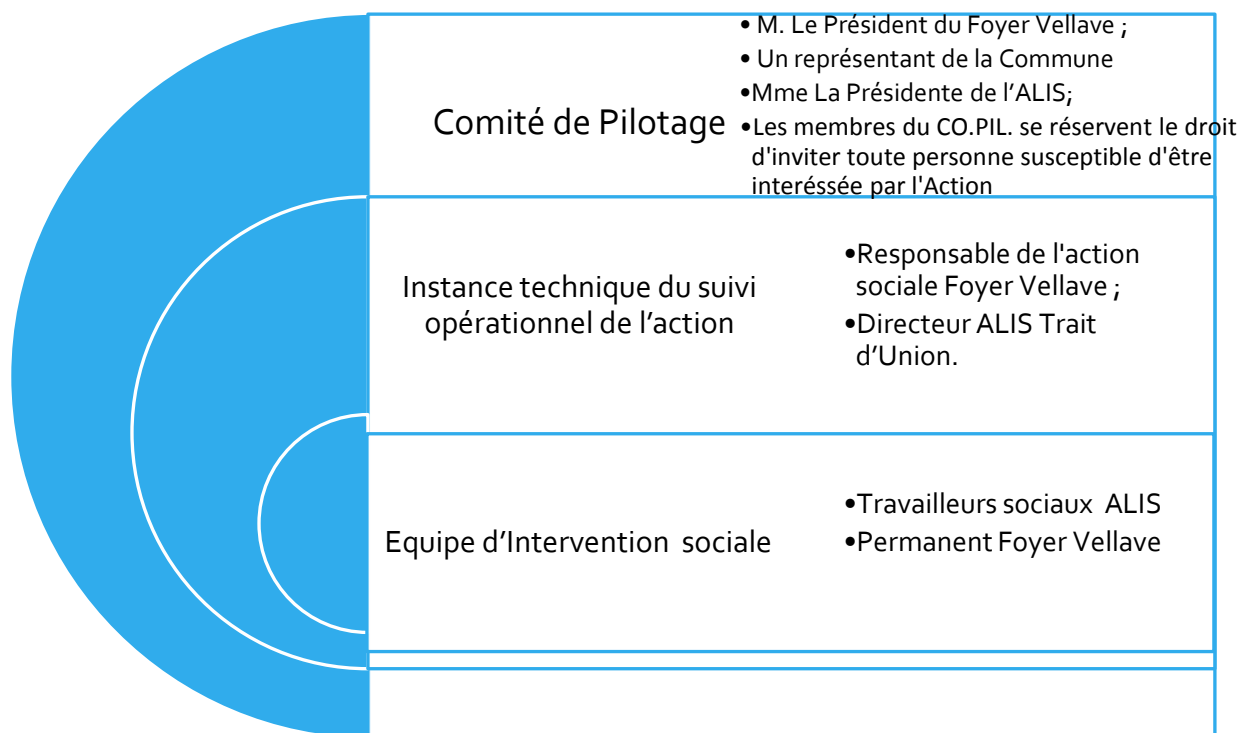 Comité de Pilotage
• M. Le Président du Foyer Vellave ;
• Un représentant de la Commune
•Mme La Présidente de l’ALIS;
•Les membres du CO.PIL. se réservent le droit
d'inviter toute personne susceptible d'être
interéssée par l'Action
Instance technique du suivi
opérationnel de l’action
•Responsable de l'action
sociale Foyer Vellave ;
•Directeur ALIS Trait
d’Union.
Equipe d’Intervention sociale
•Travailleurs sociaux ALIS
•Permanent Foyer Vellave